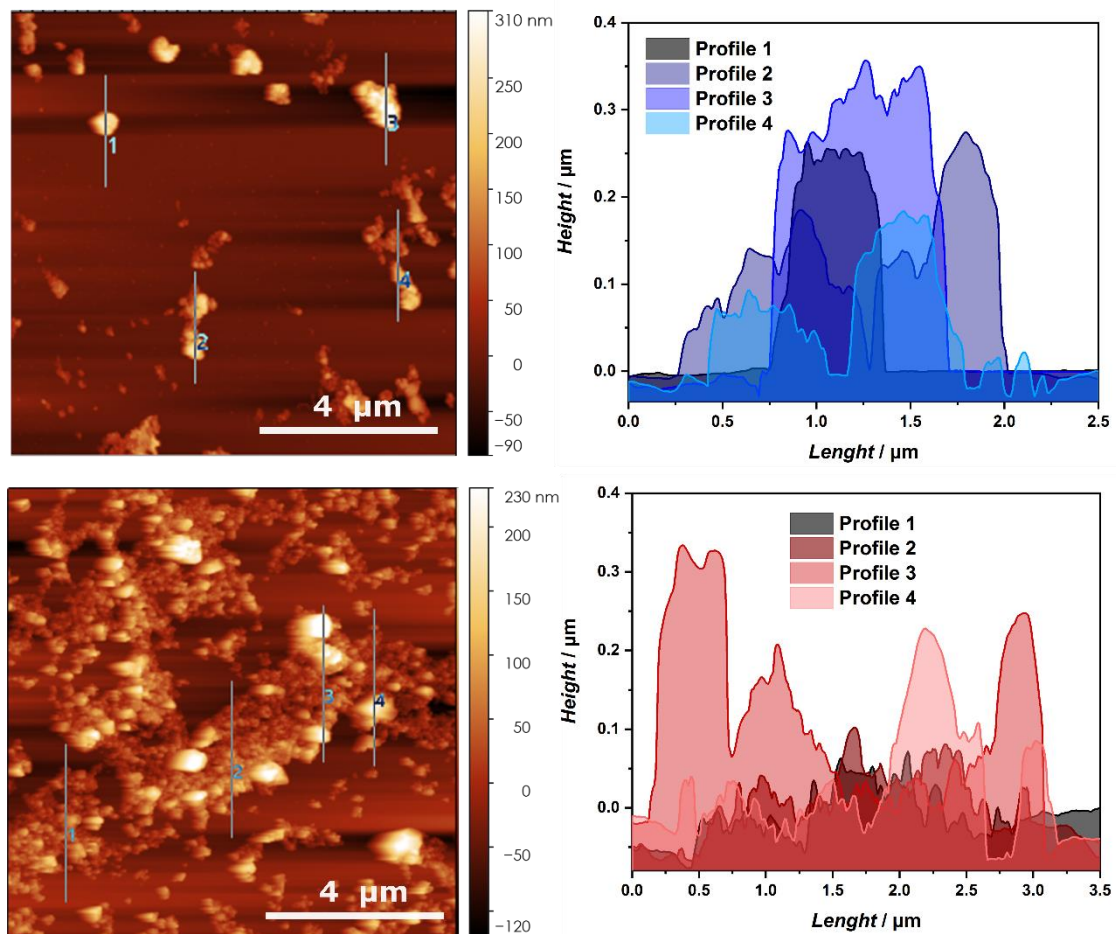 1
2
3
4
4 μm
310 nm
250
200
150
100
50
0
−50
−90
Height / μm
0.4
0.3
0.2
0.1
0.0
Profile 1
Profile 2
Profile 3
Profile 4
0.0 0.5 1.0 1.5 2.0 2.5
Lenght / μm
1
2
3
4
4 μm
230 nm
200
150
100
50
0
−50
−120
Height / μm
0.4
0.3
0.2
0.1
0.0
Profile 1
Profile 2
Profile 3
Profile 4
0.0 0.5 1.0 1.5 2.0 2.5 3.0 3.5
Lenght / μm